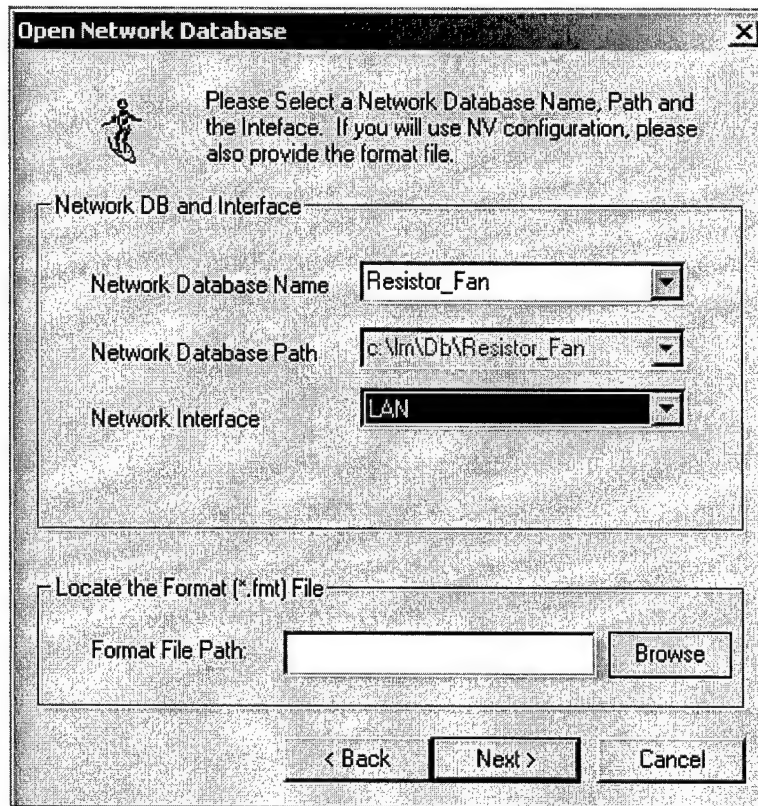 Open Network Database
Please Select a Network Database Name, Path and
the Inteface. If you will use NV configuration, please
also provide the format file.
Network DB and Interface
Network Database Name
Resistor_Fan
Network Database Path
c:\lm\Db\Resistor_Fan
Network Interface
LAN
Locate the Format (*.fmt) File
Format File Path:
Browse
< Back
Next >
Cancel